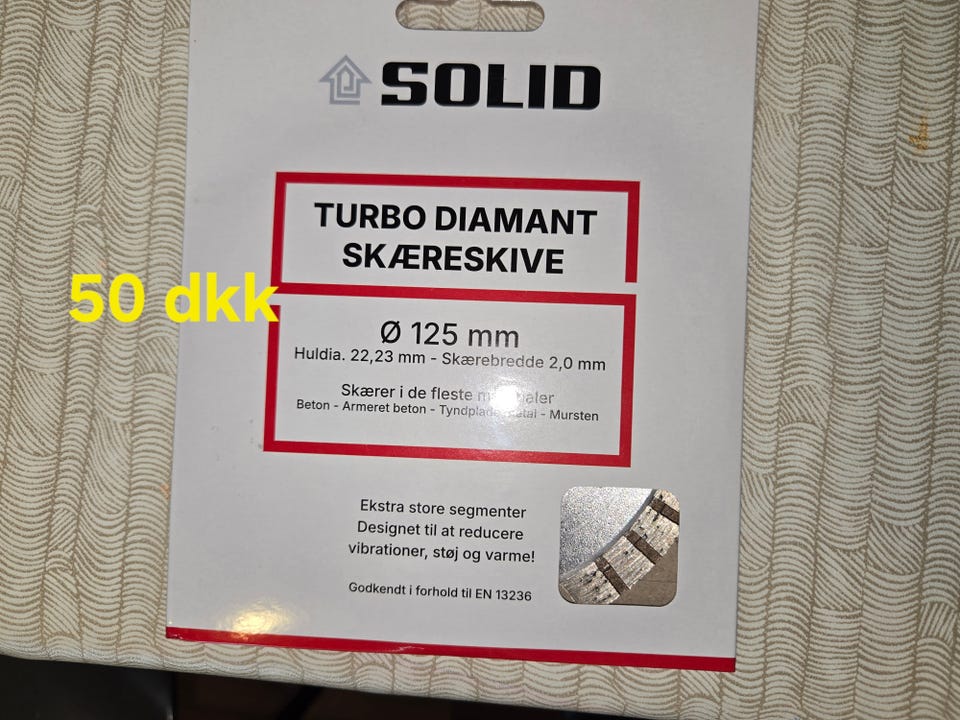 SOLID
TURBO DIAMANT
SKÆRESKIVE
50 dkk
Ø 125 mm
Huldia. 22,23 mm - Skærebredde 2,0 mm
Skærer i de fleste
Beton - Armeret beton - Tyndplade - Mursten
Ekstra store segmenter
Designet til at reducere
vibrationer, støj og varme!
Godkendt i forhold til EN 13236